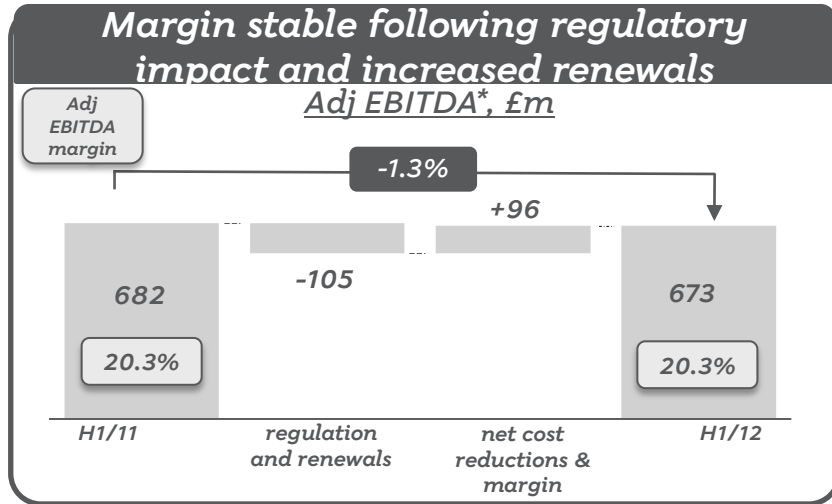 Margin stable following regulatory
impact and increased renewals
Adj
EBITDA
margin
Adj EBITDA*, £m
-1.3%
+96
-105
682
673
20.3%
20.3%
H1/11
regulation
and renewals
net cost
reductions &
margin
H1/12